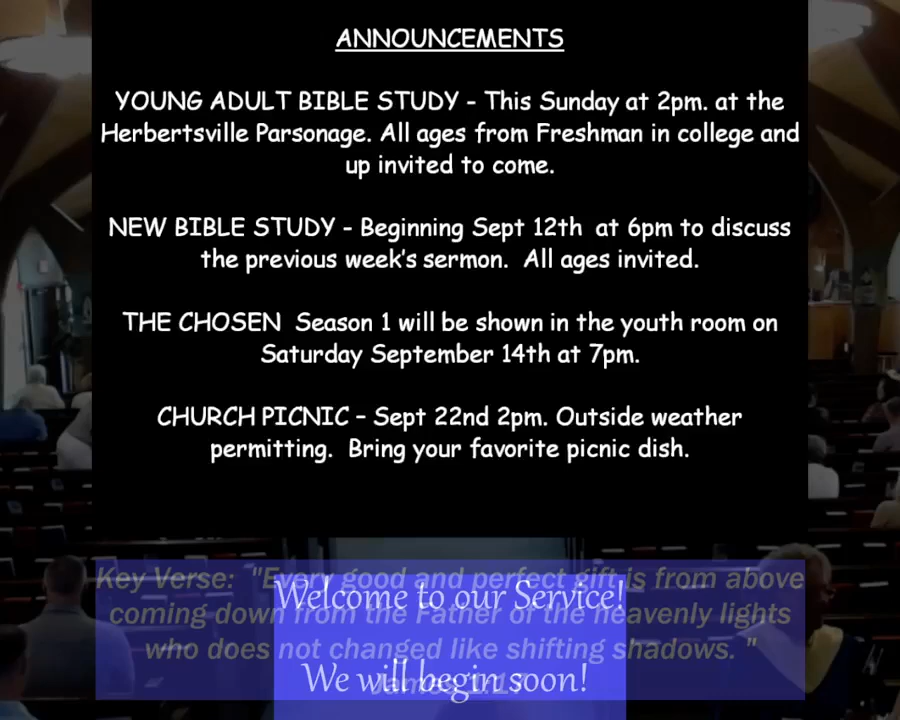 ANNOUNCEMENTS
YOUNG ADULT BIBLE STUDY - This Sunday at 2pm. at the
Herbertsville Parsonage. All ages from Freshman in college and
up invited to come.
NEW BIBLE STUDY - Beginning Sept 12th at 6pm to discuss
the previous week's sermon. All ages invited.
THE CHOSEN Season 1 will be shown in the youth room on
Saturday September 14th at 7pm.
CHURCH PICNIC – Sept 22nd 2pm. Outside weather
permitting. Bring your favorite picnic dish.
Key Verse: "Every good and perfect gift is from above
coming down from the Father of the heavenly lights
who does not changed like shifting shadows. "
Welcome to our Service!
We will begin soon!